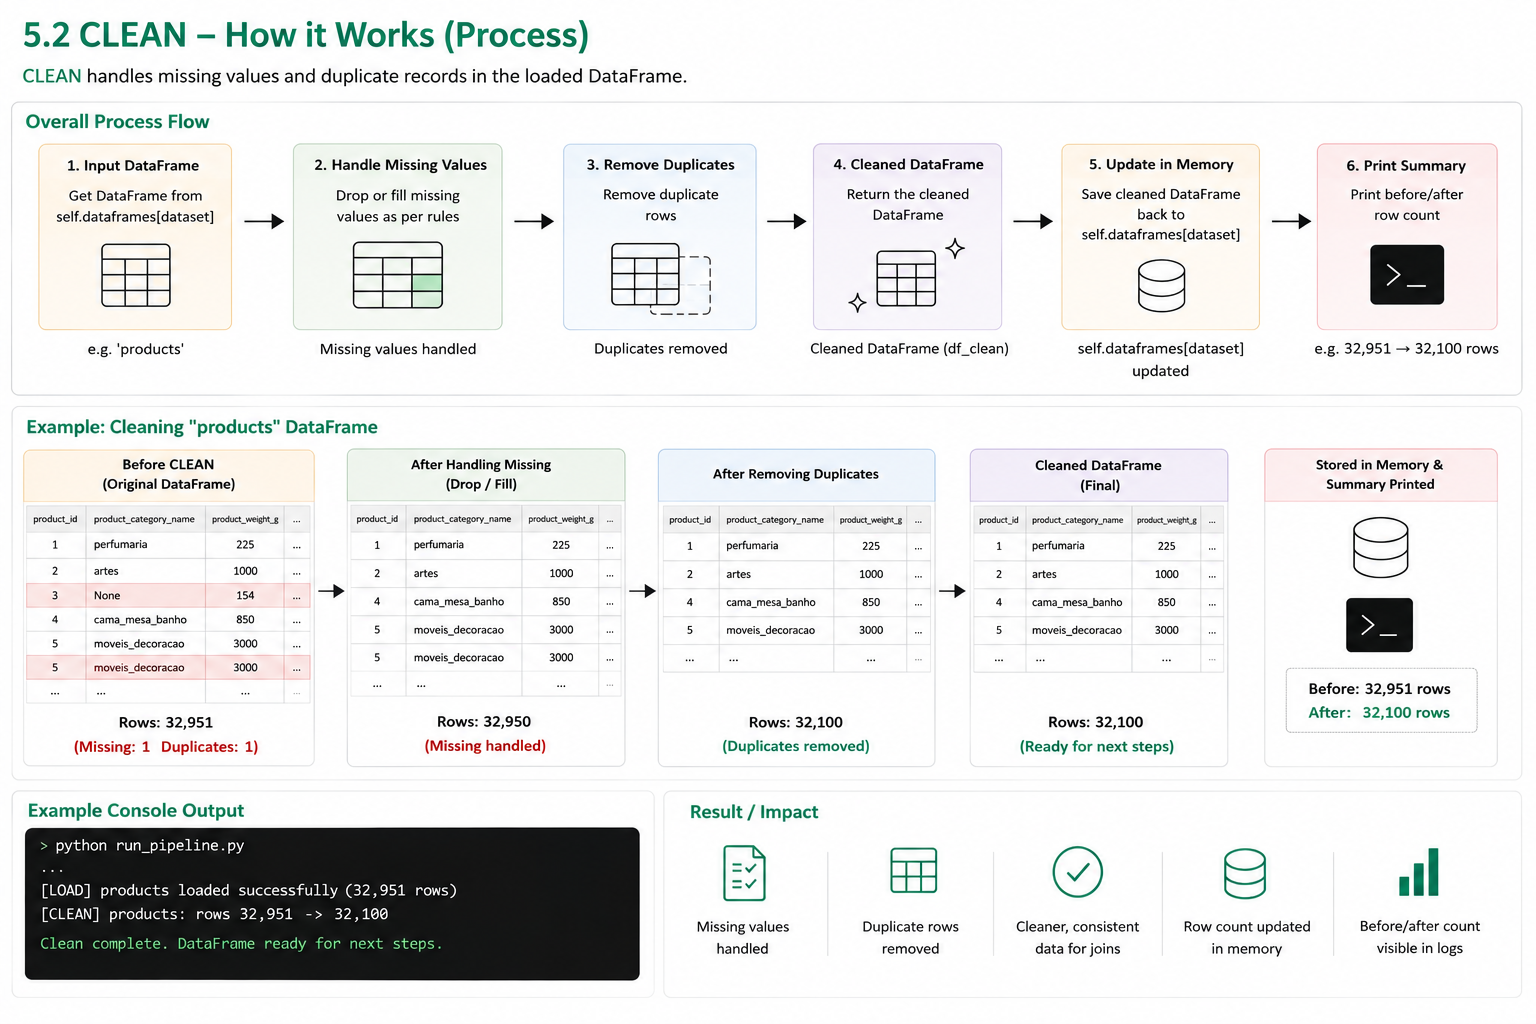 5.2 CLEAN – How it Works (Process)
CLEAN handles missing values and duplicate records in the loaded DataFrame.
Overall Process Flow
1. Input DataFrame
Get DataFrame from
self.dataframes[dataset]
e.g. 'products'
2. Handle Missing Values
Drop or fill missing
values as per rules
Missing values handled
3. Remove Duplicates
Remove duplicate
rows
Duplicates removed
4. Cleaned DataFrame
Return the cleaned
DataFrame
Cleaned DataFrame (df_clean)
5. Update in Memory
Save cleaned DataFrame
back to
self.dataframes[dataset]
self.dataframes[dataset]
updated
6. Print Summary
Print before/after
row count
>_
e.g. 32,951 → 32,100 rows
Example: Cleaning "products" DataFrame
Before CLEAN
(Original DataFrame)
product_id product_category_name product_weight_g ...
1 perfumaria 225 ...
2 artes 1000 ...
3 None 154 ...
4 cama_mesa_banho 850 ...
5 moveis_decoracao 3000 ...
5 moveis_decoracao 3000 ...
... ... ... ...
Rows: 32,951
(Missing: 1 Duplicates: 1)
After Handling Missing
(Drop / Fill)
product_id product_category_name product_weight_g ...
1 perfumaria 225 ...
2 artes 1000 ...
4 cama_mesa_banho 850 ...
5 moveis_decoracao 3000 ...
5 moveis_decoracao 3000 ...
... ... ... ...
Rows: 32,950
(Missing handled)
After Removing Duplicates
product_id product_category_name product_weight_g ...
1 perfumaria 225 ...
2 artes 1000 ...
4 cama_mesa_banho 850 ...
5 moveis_decoracao 3000 ...
... ... ... ...
Rows: 32,100
(Duplicates removed)
Cleaned DataFrame
(Final)
product_id product_category_name product_weight_g ...
1 perfumaria 225 ...
2 artes 1000 ...
4 cama_mesa_banho 850 ...
5 moveis_decoracao 3000 ...
... ... ... ...
Rows: 32,100
(Ready for next steps)
Stored in Memory &
Summary Printed
>_
Before: 32,951 rows
After: 32,100 rows
Example Console Output
> python run_pipeline.py
...
[LOAD] products loaded successfully (32,951 rows)
[CLEAN] products: rows 32,951 -> 32,100
Clean complete. DataFrame ready for next steps.
Result / Impact
Missing values
handled
Duplicate rows
removed
Cleaner, consistent
data for joins
Row count updated
in memory
Before/after count
visible in logs